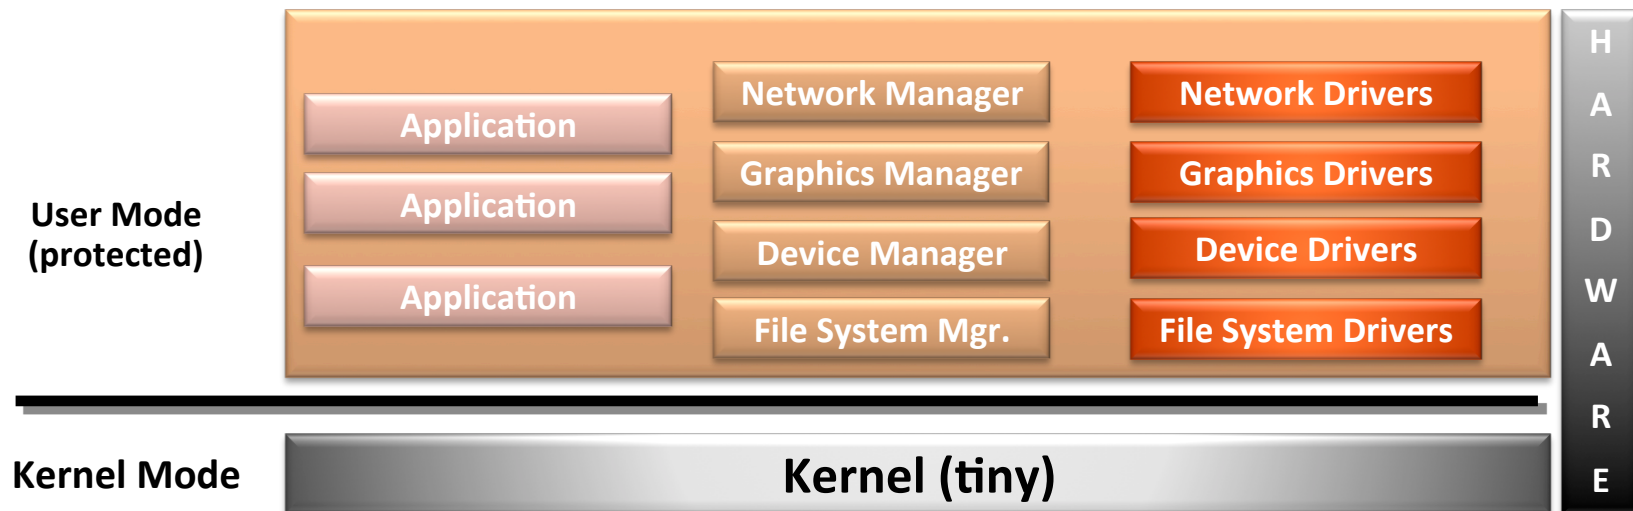 User Mode
(protected)
Application
Application
Application
Network Manager
Graphics Manager
Device Manager
File System Mgr.
Network Drivers
Graphics Drivers
Device Drivers
File System Drivers
H
A
R
D
W
A
R
E
Kernel Mode
Kernel (tiny)